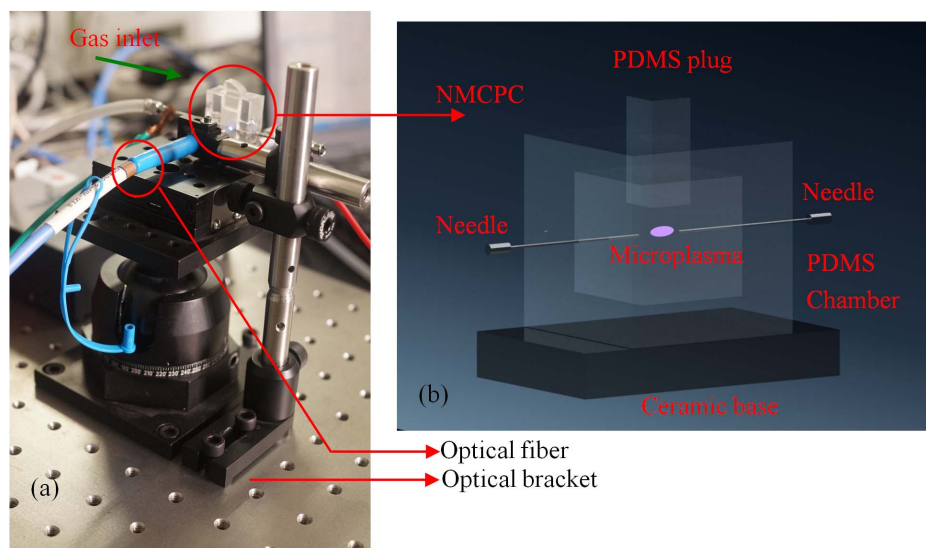 Gas inlet
NMCPC
(a)
PDMS plug
Needle
Needle
Microplasma
PDMS
Chamber
(b)
Ceramic base
Optical fiber
Optical bracket